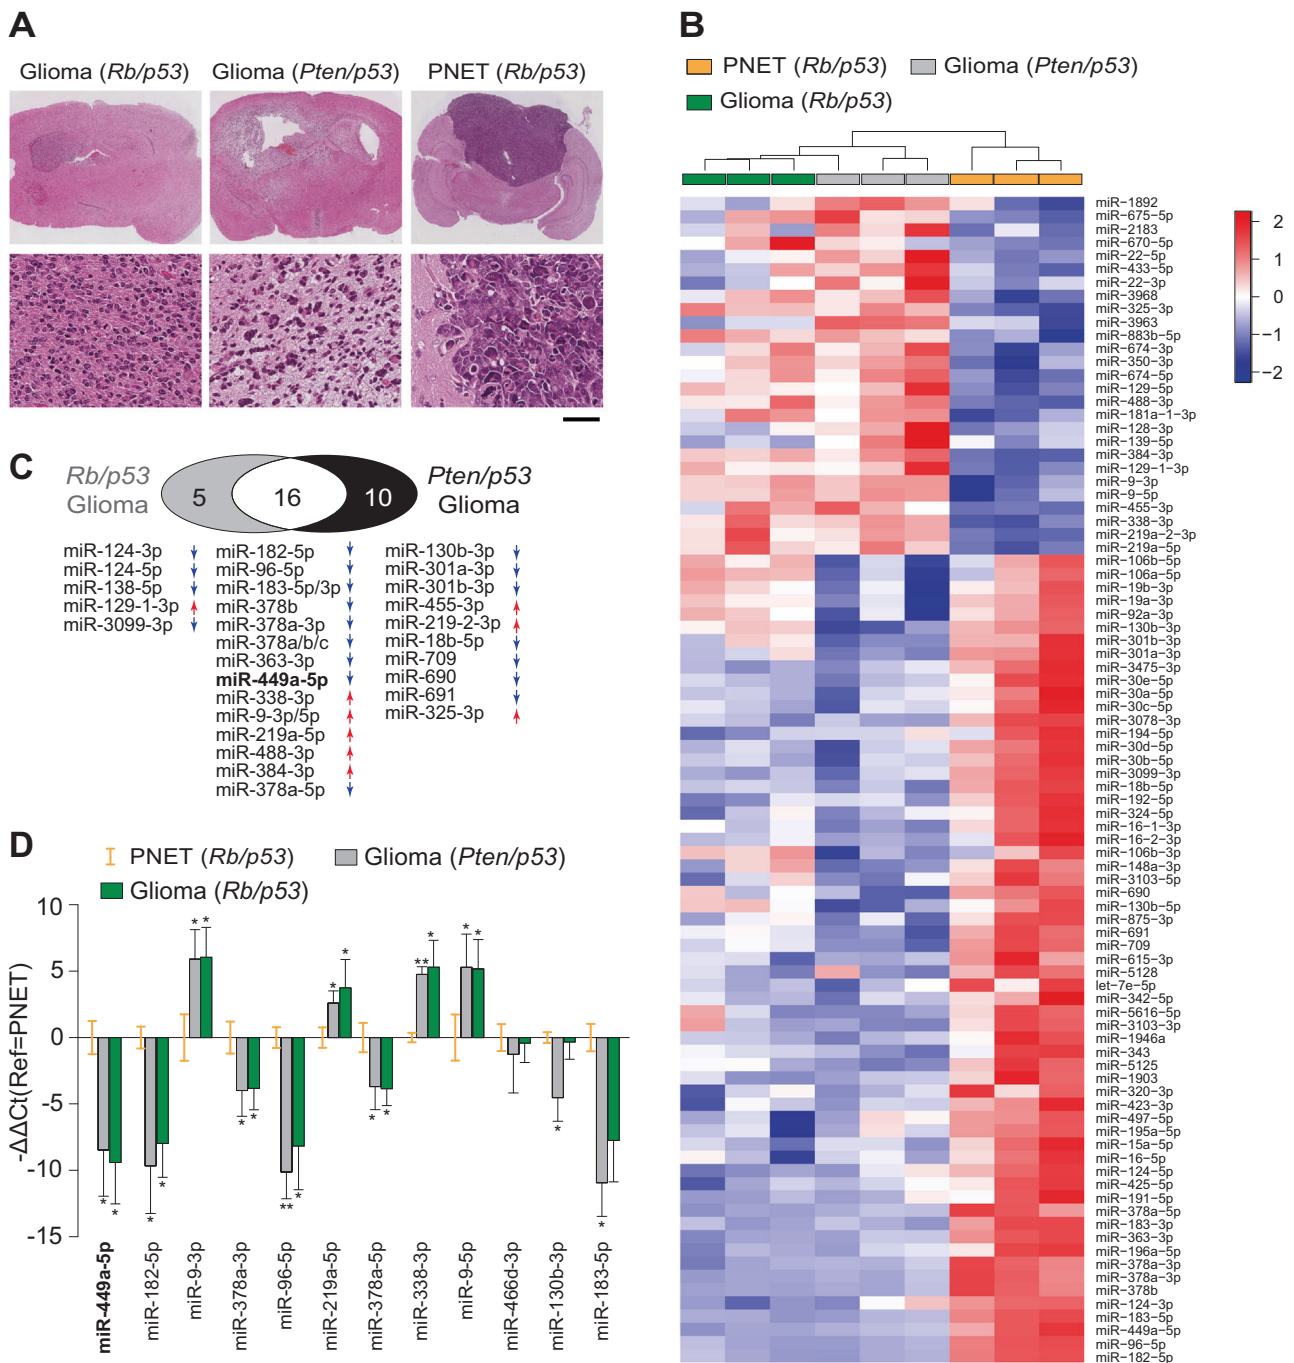 A
Glioma (Rb/p53)
Glioma (Pten/p53)
PNET (Rb/p53)
B
PNET (Rb/p53)
Glioma (Pten/p53)
Glioma (Rb/p53)
miR−1892
miR−675−5p
miR−2183
miR−670−5p
miR−22−5p
miR−433−5p
miR−22−3p
miR−3968
miR−325−3p
miR−3963
miR−883b−5p
miR−674−3p
miR−350−3p
miR−674−5p
miR−129−5p
miR−488−3p
miR−181a−1−3p
miR−128−3p
miR−139−5p
miR−384−3p
miR−129−1−3p
miR−9−3p
miR−9−5p
miR−455−3p
miR−338−3p
miR−219a−2−3p
miR−219a−5p
miR−106b−5p
miR−106a−5p
miR−19b−3p
miR−19a−3p
miR−92a−3p
miR−130b−3p
miR−301b−3p
miR−301a−3p
miR−3475−3p
miR−30e−5p
miR−30a−5p
miR−30c−5p
miR−3078−3p
miR−194−5p
miR−30d−5p
miR−30b−5p
miR−3099−3p
miR−18b−5p
miR−192−5p
miR−324−5p
miR−16−1−3p
miR−16−2−3p
miR−106b−3p
miR−148a−3p
miR−3103−5p
miR−690
miR−130b−5p
miR−875−3p
miR−691
miR−709
miR−615−3p
miR−5128
let−7e−5p
miR−342−5p
miR−5616−5p
miR−3103−3p
miR−1946a
miR−343
miR−5125
miR−1903
miR−320−3p
miR−423−3p
miR−497−5p
miR−195a−5p
miR−15a−5p
miR−16−5p
miR−124−5p
miR−425−5p
miR−191−5p
miR−378a−5p
miR−183−3p
miR−363−3p
miR−196a−5p
miR−378a−3p
miR−378a−3p
miR−378b
miR−124−3p
miR−183−5p
miR−449a−5p
miR−96−5p
miR−182−5p
2
1
0
−1
−2
C
Rb/p53
Glioma
5
16
10
Pten/p53
Glioma
miR-124-3p
miR-124-5p
miR-138-5p
miR-129-1-3p
miR-3099-3p
miR-182-5p
miR-96-5p
miR-183-5p/3p
miR-378b
miR-378a-3p
miR-378a/b/c
miR-363-3p
miR-449a-5p
miR-338-3p
miR-9-3p/5p
miR-219a-5p
miR-488-3p
miR-384-3p
miR-378a-5p
miR-130b-3p
miR-301a-3p
miR-301b-3p
miR-455-3p
miR-219-2-3p
miR-18b-5p
miR-709
miR-690
miR-691
miR-325-3p
D
PNET (Rb/p53)
Glioma (Pten/p53)
Glioma (Rb/p53)
-ΔΔCt(Ref=PNET)
10
5
0
-5
-10
-15
* * * * * * * * ** * * * * * ** * * * * *
miR-449a-5p
miR-182-5p
miR-9-3p
miR-378a-3p
miR-96-5p
miR-219a-5p
miR-378a-5p
miR-338-3p
miR-9-5p
miR-466d-3p
miR-130b-3p
miR-183-5p